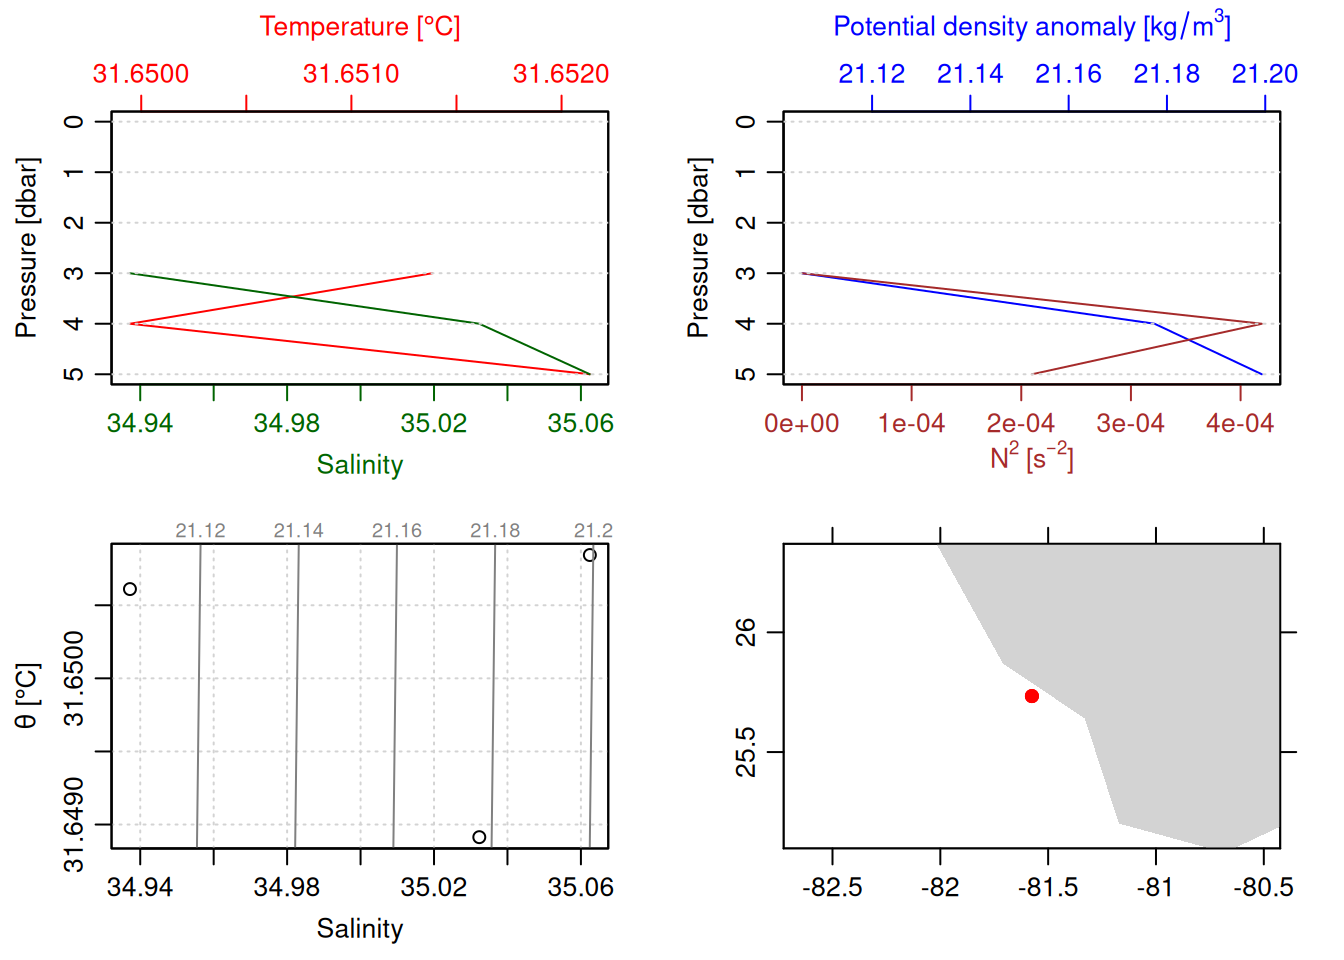 Temperature [°C]
31.6500 31.6510 31.6520
Pressure [dbar]
0
1
2
3
4
5
34.94 34.98 35.02 35.06
Salinity
Potential density anomaly [kg/m³]
21.12 21.14 21.16 21.18 21.20
Pressure [dbar]
0
1
2
3
4
5
0e+00 1e-04 2e-04 3e-04 4e-04
N² [s⁻²]
21.12 21.14 21.16 21.18 21.2
θ [°C]
31.6500
31.6490
34.94 34.98 35.02 35.06
Salinity
26
25.5
-82.5 -82 -81.5 -81 -80.5